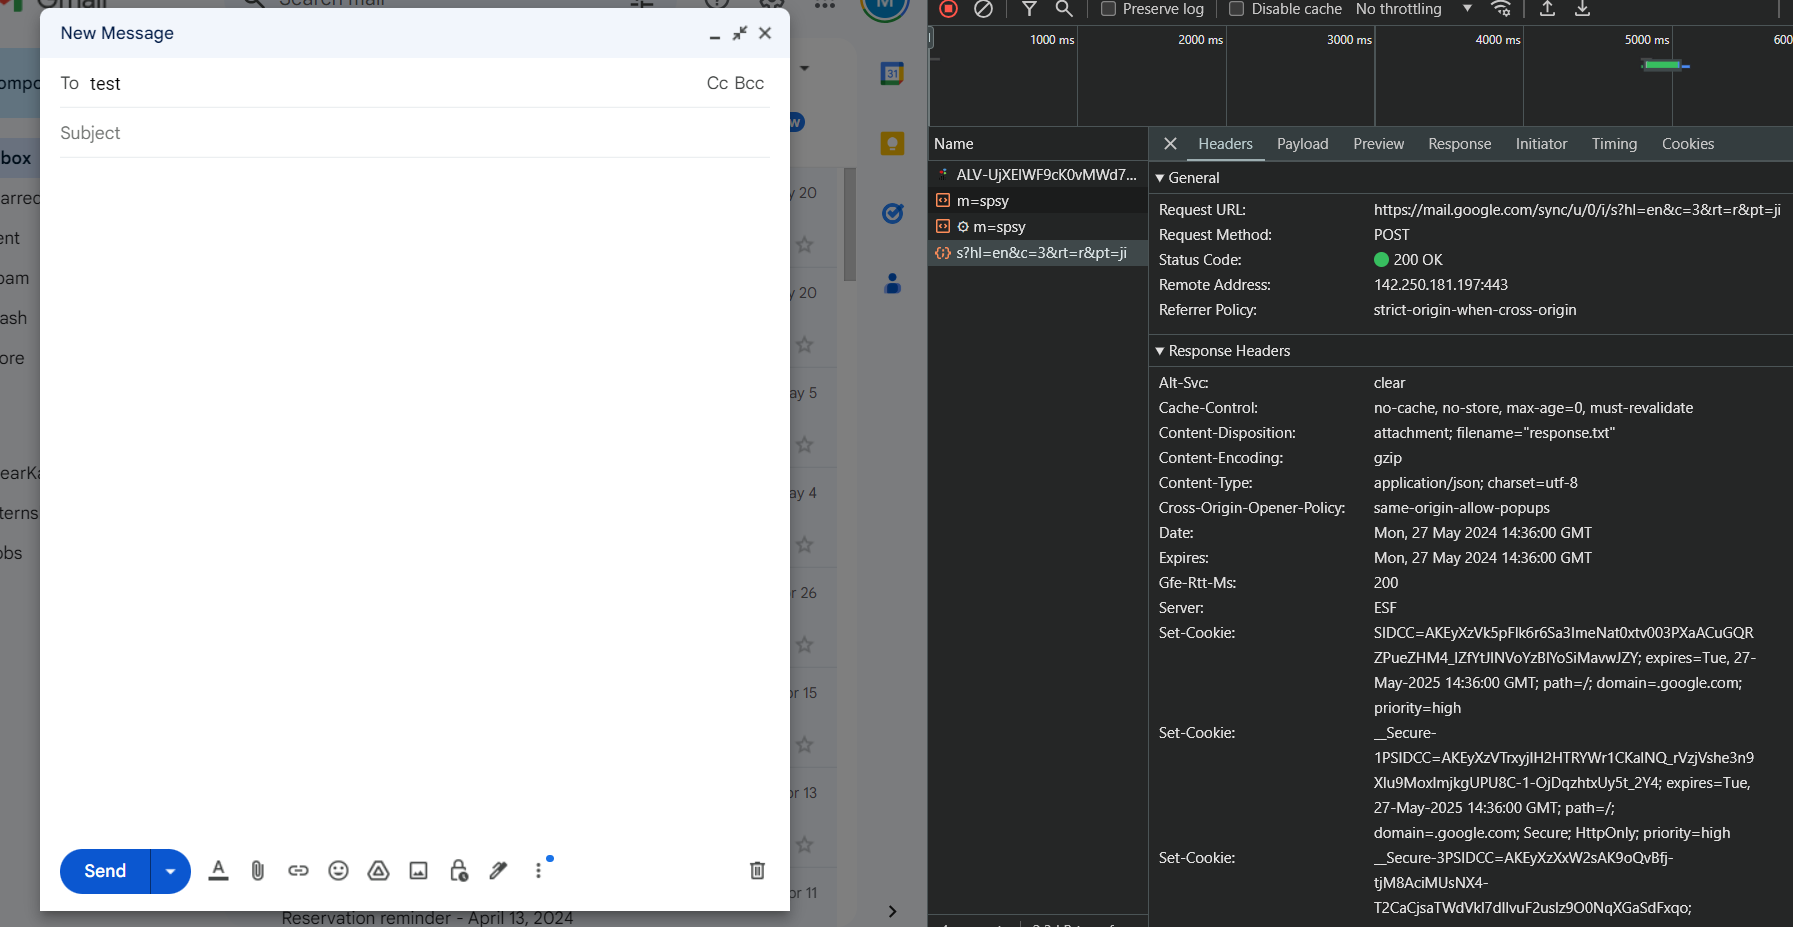 Gmail
Search mail
New Message
To test
Cc Bcc
Subject
Send
31
y 20
y 20
ay 5
ay 4
r 26
or 15
or 13
or 11
ompo
box
arred
ent
pam
ash
ore
earKa
terns
obs
Reservation reminder - April 13, 2024
M
Preserve log
Disable cache
No throttling
1000 ms
2000 ms
3000 ms
4000 ms
5000 ms
600
Name
ALV-UjXEIWF9cK0vMWd7...
m=spsy
m=spsy
s?hl=en&c=3&rt=r&pt=ji
Headers Payload Preview Response Initiator Timing Cookies
General
Request URL: https://mail.google.com/sync/u/0/i/s?hl=en&c=3&rt=r&pt=ji
Request Method: POST
Status Code: 200 OK
Remote Address: 142.250.181.197:443
Referrer Policy: strict-origin-when-cross-origin
Response Headers
Alt-Svc: clear
Cache-Control: no-cache, no-store, max-age=0, must-revalidate
Content-Disposition: attachment; filename="response.txt"
Content-Encoding: gzip
Content-Type: application/json; charset=utf-8
Cross-Origin-Opener-Policy: same-origin-allow-popups
Date: Mon, 27 May 2024 14:36:00 GMT
Expires: Mon, 27 May 2024 14:36:00 GMT
Gfe-Rtt-Ms: 200
Server: ESF
Set-Cookie: SIDCC=AKEyXzVk5pFlk6r6Sa3ImeNat0xtv003PXaACuGQR
ZPueZHM4_lZfYtJINVoYzBlYoSiMavwJZY; expires=Tue, 27-
May-2025 14:36:00 GMT; path=/; domain=.google.com;
priority=high
Set-Cookie: __Secure-
1PSIDCC=AKEyXzVTrxyjIH2HTRYWr1CKalNQ_rVzjVshe3n9
Xlu9MoxImjkgUPU8C-1-OjDqzhtxUy5t_2Y4; expires=Tue,
27-May-2025 14:36:00 GMT; path=/;
domain=.google.com; Secure; HttpOnly; priority=high
Set-Cookie: __Secure-3PSIDCC=AKEyXzXxW2sAK9oQvBfj-
tjM8AciMUsNX4-
T2CaCjsaTWdVkl7dIlvuF2uslz9O0NqXGaSdFxqo;